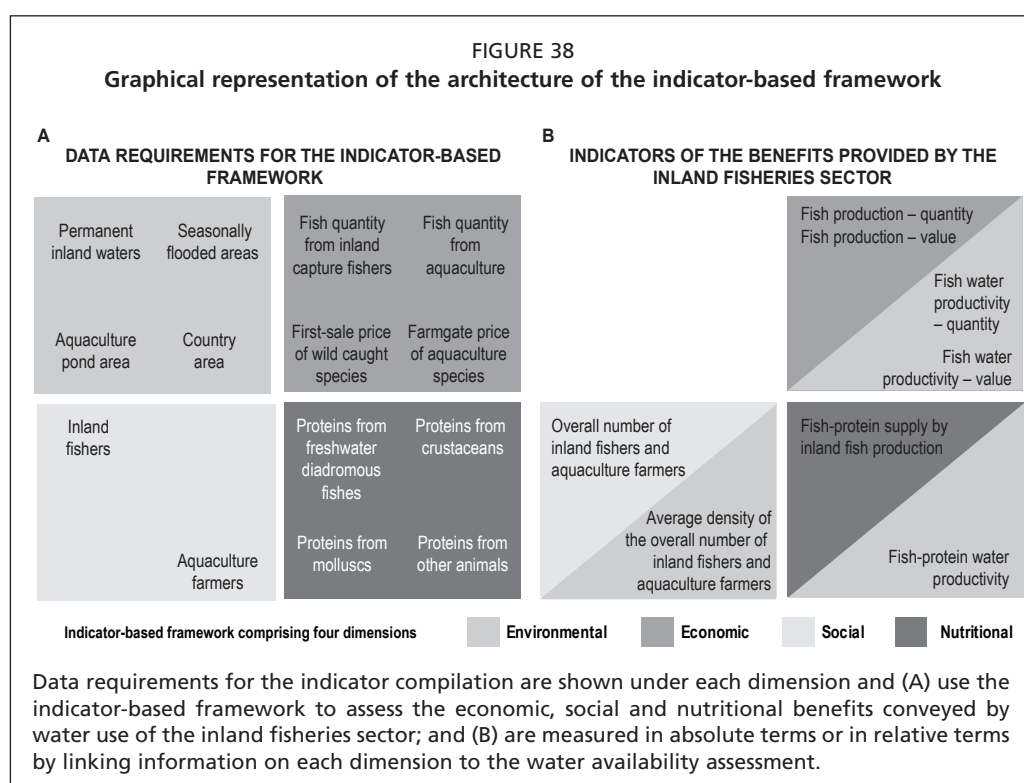 FIGURE 38
Graphical representation of the architecture of the indicator-based framework
A
DATA REQUIREMENTS FOR THE INDICATOR-BASED
FRAMEWORK
Permanent
inland waters
Seasonally
flooded areas
Fish quantity
from inland
capture fishers
Fish quantity
from
aquaculture
Aquaculture
pond area
Country
area
First-sale price
of wild caught
species
Farmgate price
of aquaculture
species
Inland
fishers
Aquaculture
farmers
Proteins from
freshwater
diadromous
fishes
Proteins from
crustaceans
Proteins from
molluscs
Proteins from
other animals
B
INDICATORS OF THE BENEFITS PROVIDED BY THE
INLAND FISHERIES SECTOR
Fish production – quantity
Fish production – value
Fish water
productivity
– quantity
Fish water
productivity – value
Overall number of
inland fishers and
aquaculture farmers
Average density of
the overall number of
inland fishers and
aquaculture farmers
Fish-protein supply by
inland fish production
Fish-protein water
productivity
Indicator-based framework comprising four dimensions
Environmental
Economic
Social
Nutritional
Data requirements for the indicator compilation are shown under each dimension and (A) use the
indicator-based framework to assess the economic, social and nutritional benefits conveyed by
water use of the inland fisheries sector; and (B) are measured in absolute terms or in relative terms
by linking information on each dimension to the water availability assessment.